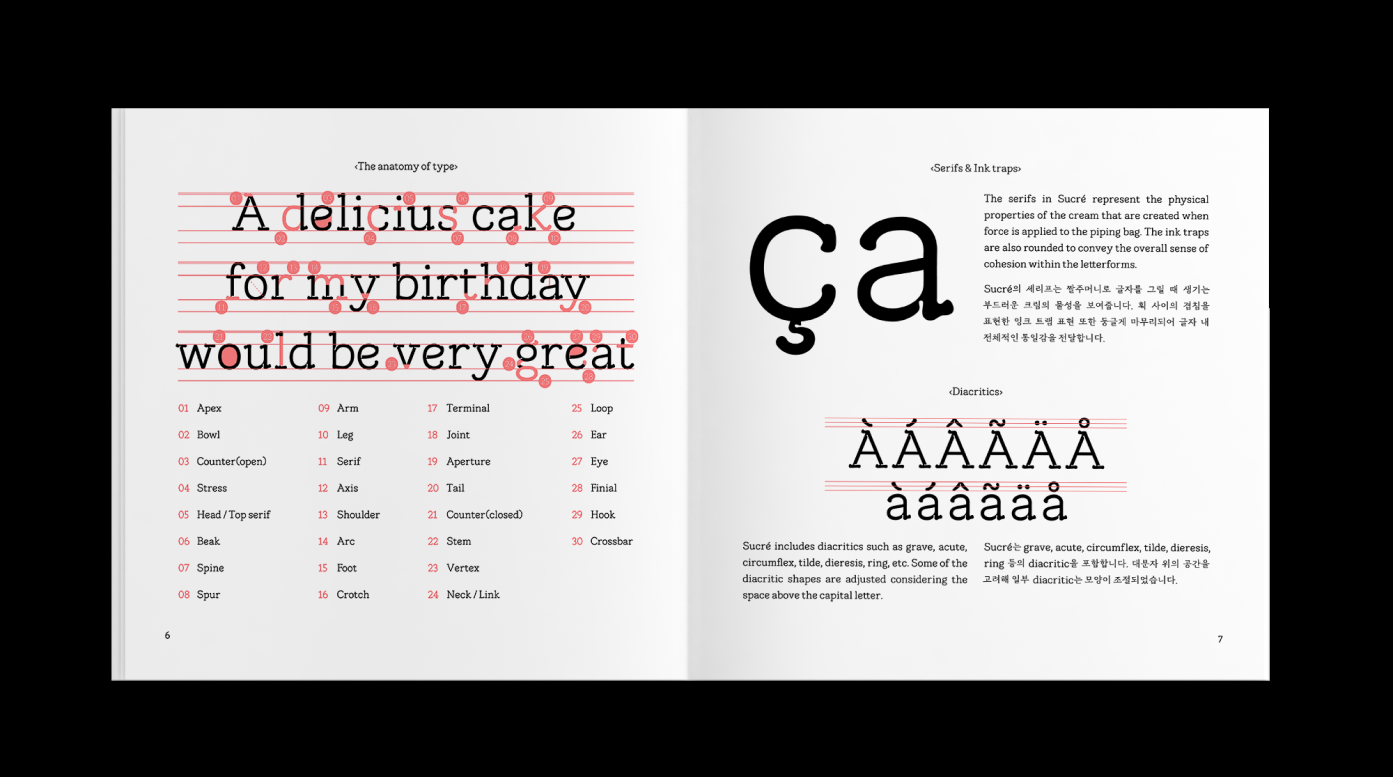 ‹The anatomy of type›
A delicius cake
for my birthday
would be very great
01 Apex
02 Bowl
03 Counter(open)
04 Stress
05 Head / Top serif
06 Beak
07 Spine
08 Spur
09 Arm
10 Leg
11 Serif
12 Axis
13 Shoulder
14 Arc
15 Foot
16 Crotch
17 Terminal
18 Joint
19 Aperture
20 Tail
21 Counter(closed)
22 Stem
23 Vertex
24 Neck / Link
25 Loop
26 Ear
27 Eye
28 Finial
29 Hook
30 Crossbar
6
‹Serifs & Ink traps›
ça
The serifs in Sucré represent the physical
properties of the cream that are created when
force is applied to the piping bag. The ink traps
are also rounded to convey the overall sense of
cohesion within the letterforms.
Sucré의 세리프는 짤주머니로 글자를 그릴 때 생기는
부드러운 크림의 물성을 보여줍니다. 획 사이의 겹침을
표현한 잉크 트랩 표현 또한 둥글게 마무리되어 글자 내
전체적인 통일감을 전달합니다.
‹Diacritics›
ÀÁÂÃÄÅ
àáâãäå
Sucré includes diacritics such as grave, acute,
circumflex, tilde, dieresis, ring, etc. Some of the
diacritic shapes are adjusted considering the
space above the capital letter.
Sucré는 grave, acute, circumflex, tilde, dieresis,
ring 등의 diacritic을 포함합니다. 대문자 위의 공간을
고려해 일부 diacritic는 모양이 조절되었습니다.
7